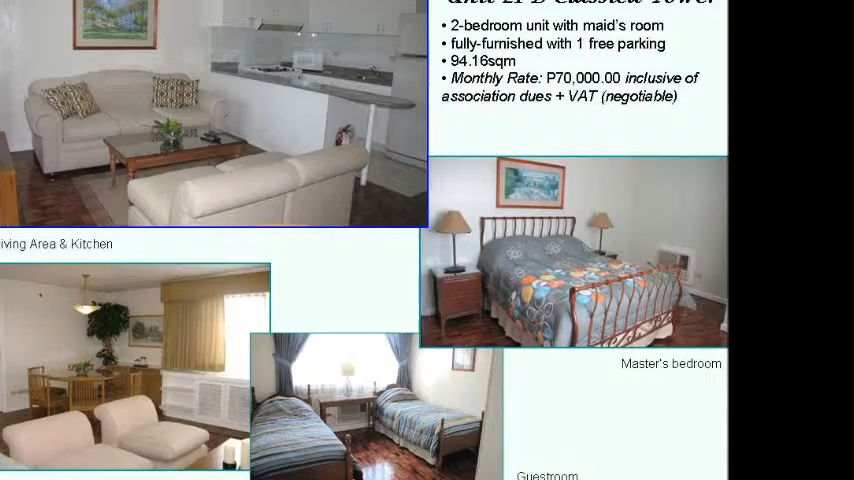 • 2-bedroom unit with maid's room
• fully-furnished with 1 free parking
• 94.16sqm
• Monthly Rate: P70,000.00 inclusive of
association dues + VAT (negotiable)
iving Area & Kitchen
Master's bedroom
Guestroom